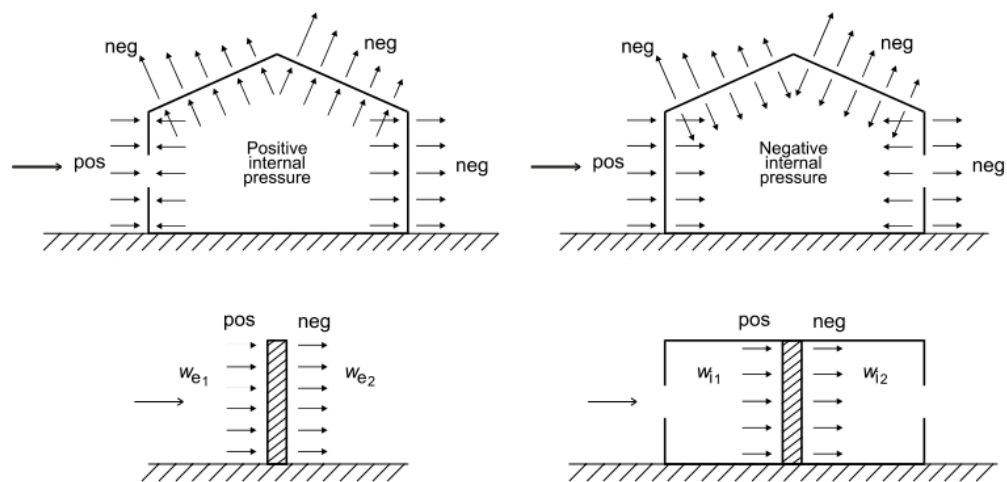 neg
neg
pos
Positive
internal
pressure
neg
neg
neg
pos
Negative
internal
pressure
neg
pos
neg
We1
We2
pos
neg
Wi1
Wi2